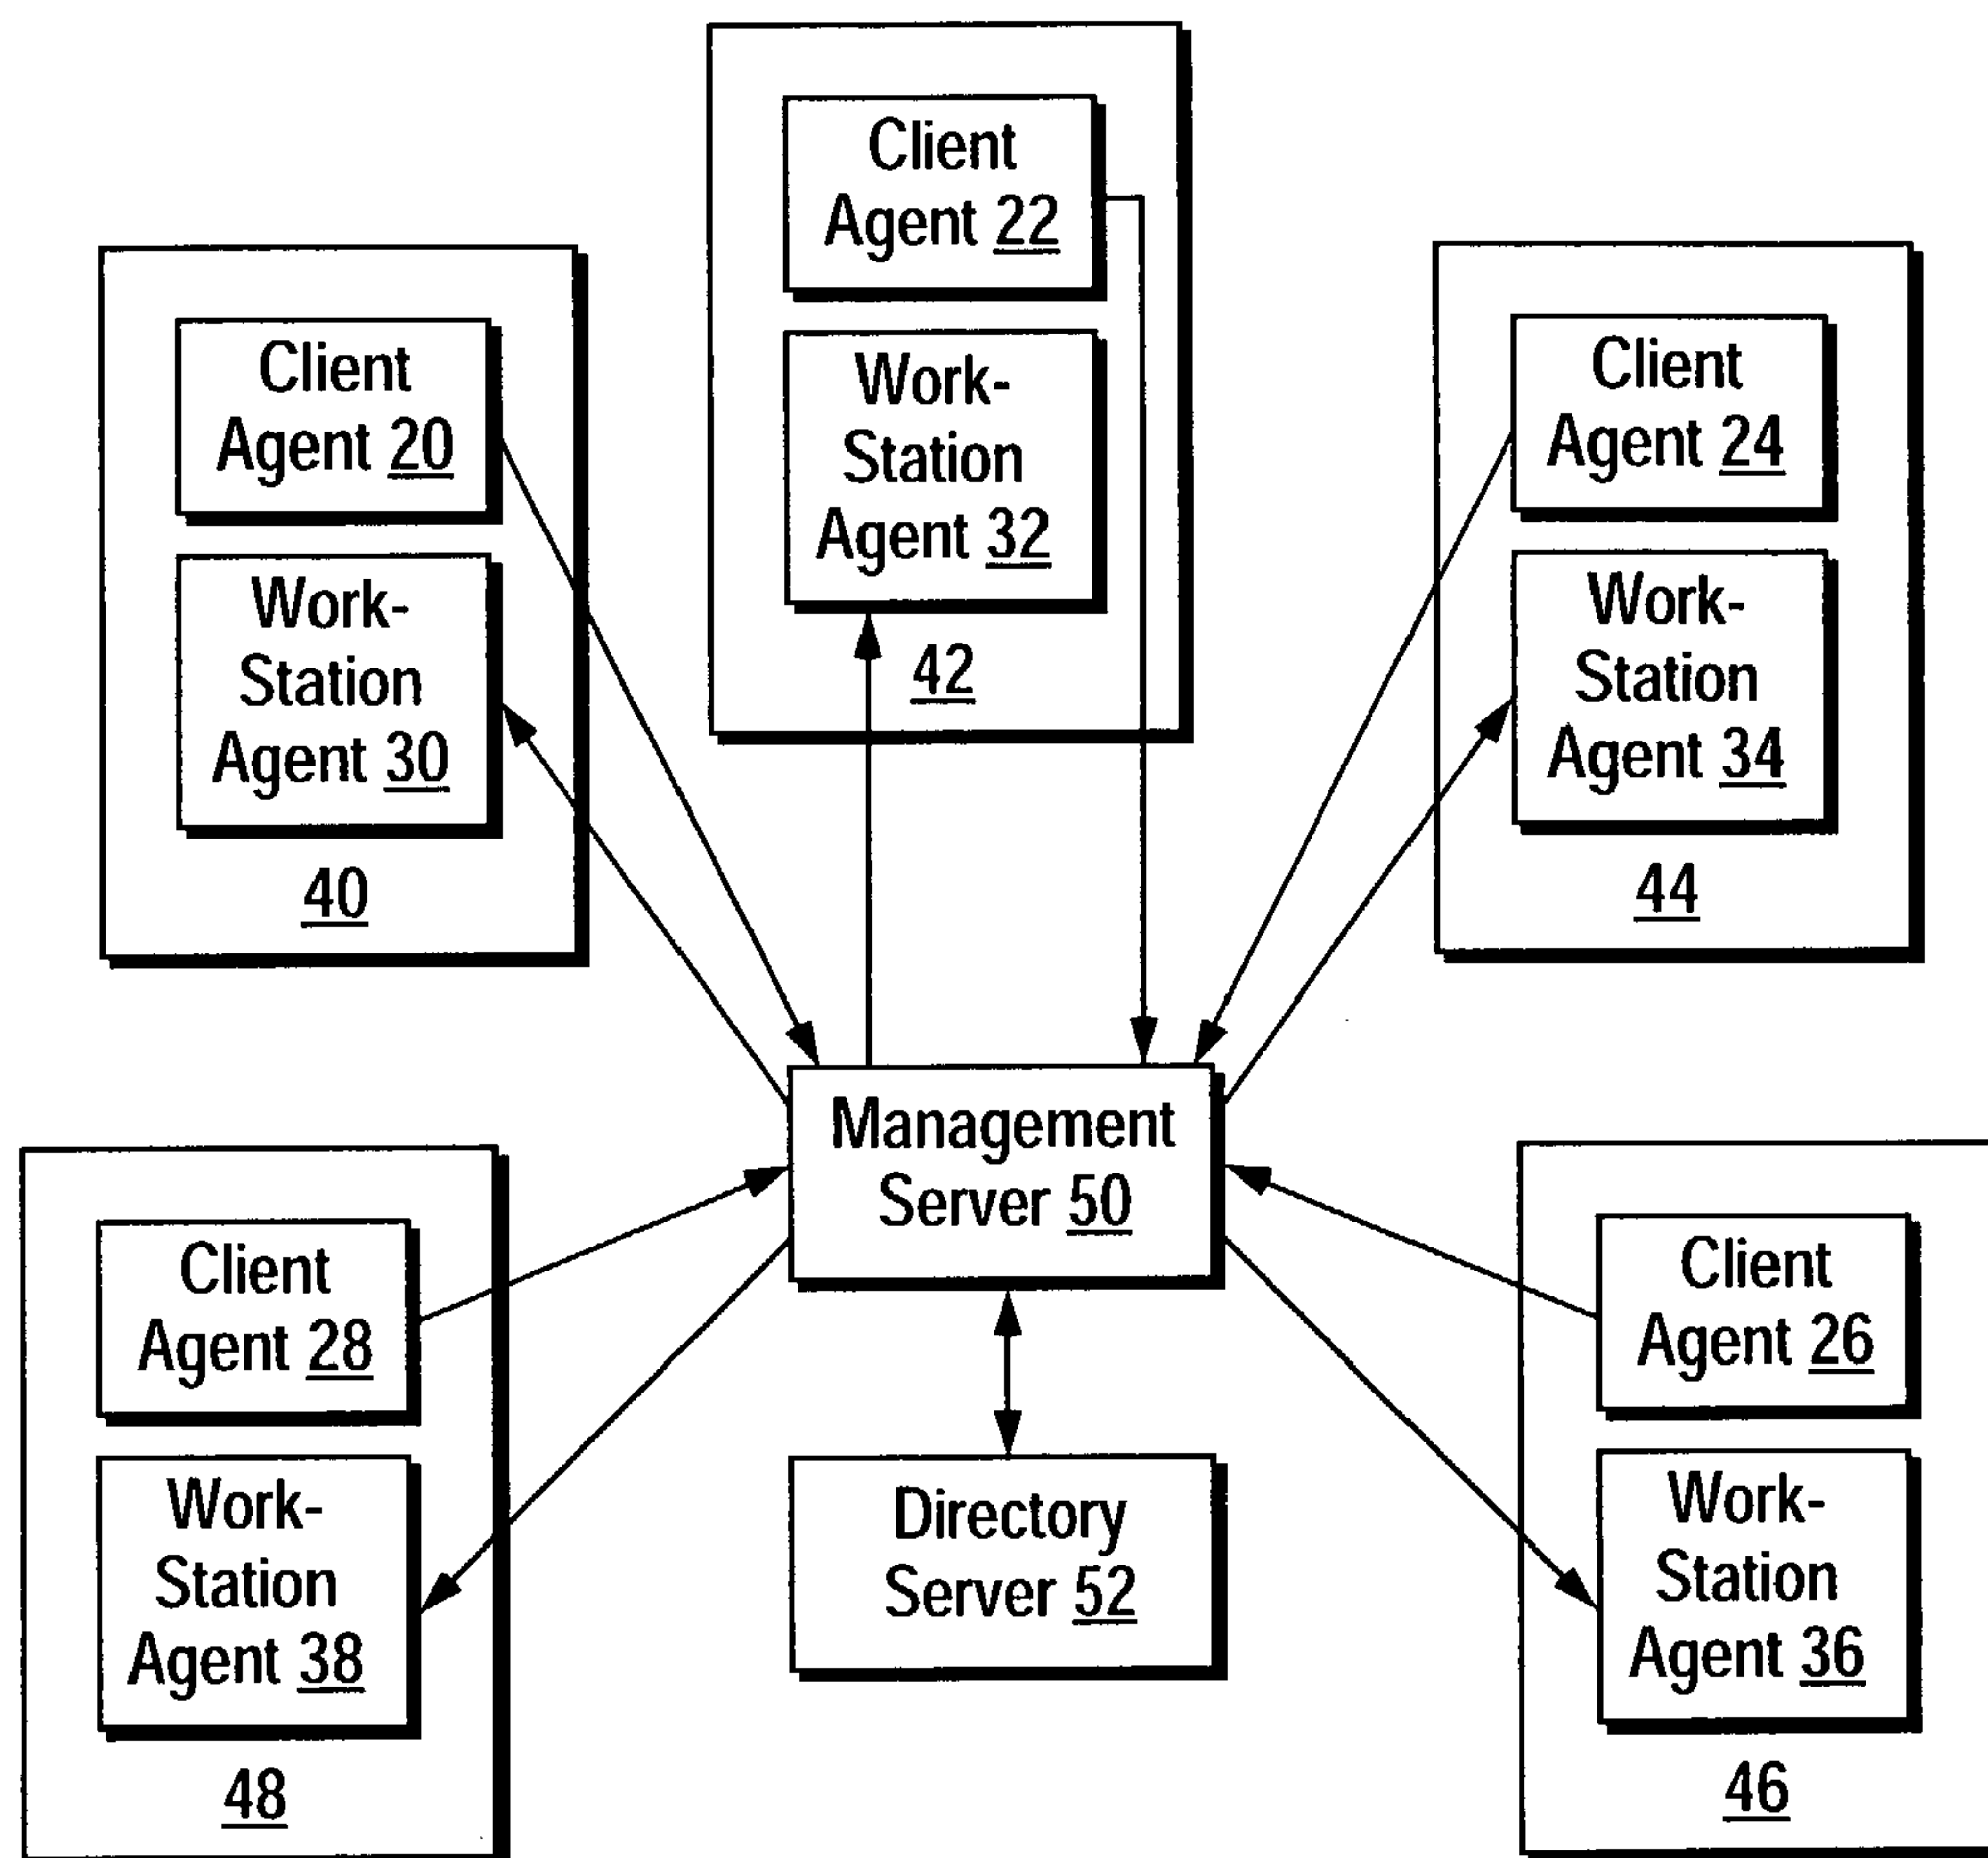 Client
Agent 22
Work-
Station
Agent 32
42
Client
Agent 20
Work-
Station
Agent 30
40
Client
Agent 24
Work-
Station
Agent 34
44
Management
Server 50
Client
Agent 28
Work-
Station
Agent 38
48
Directory
Server 52
Client
Agent 26
Work-
Station
Agent 36
46